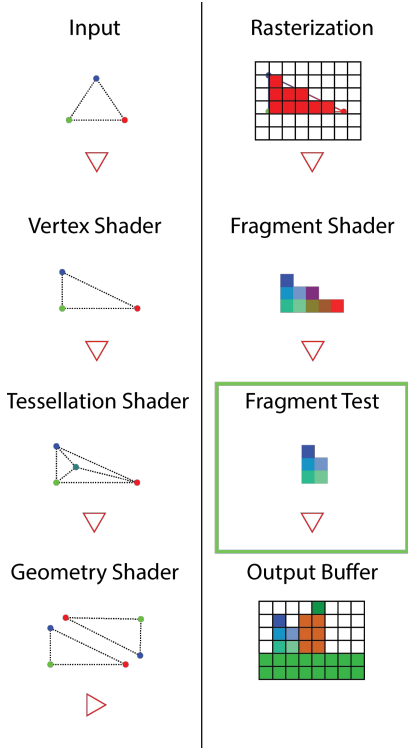 Input
Vertex Shader
Tessellation Shader
Geometry Shader
Rasterization
Fragment Shader
Fragment Test
Output Buffer